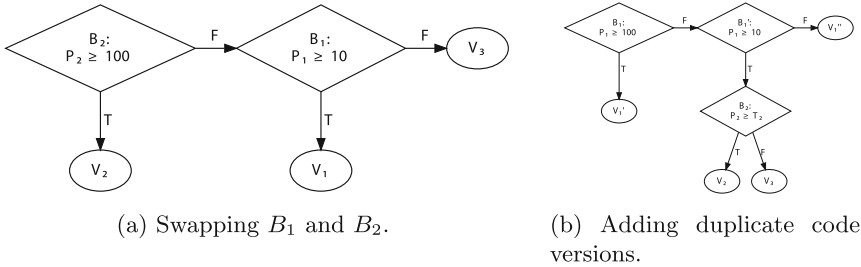 B₂:
P₂ ≥ 100
F
B₁:
P₁ ≥ 10
F
V₃
T
V₂
T
V₁
(a) Swapping B₁ and B₂.
B₁:
P₁ ≥ 100
F
B₁':
P₁ ≥ 10
F
V₁''
T
V₁'
T
B₂:
P₂ ≥ T₂
T
F
V₂
V₃
(b) Adding duplicate code
versions.